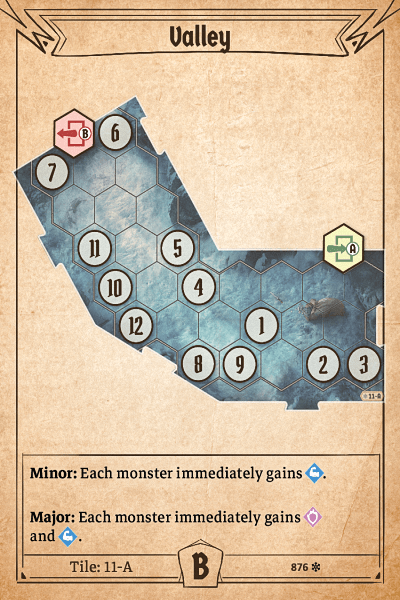 Valley
B
6
7
A
11
5
10
4
12
1
8
9
2
3
11-A
Minor: Each monster immediately gains .
Major: Each monster immediately gains
and .
Tile: 11-A
B
876